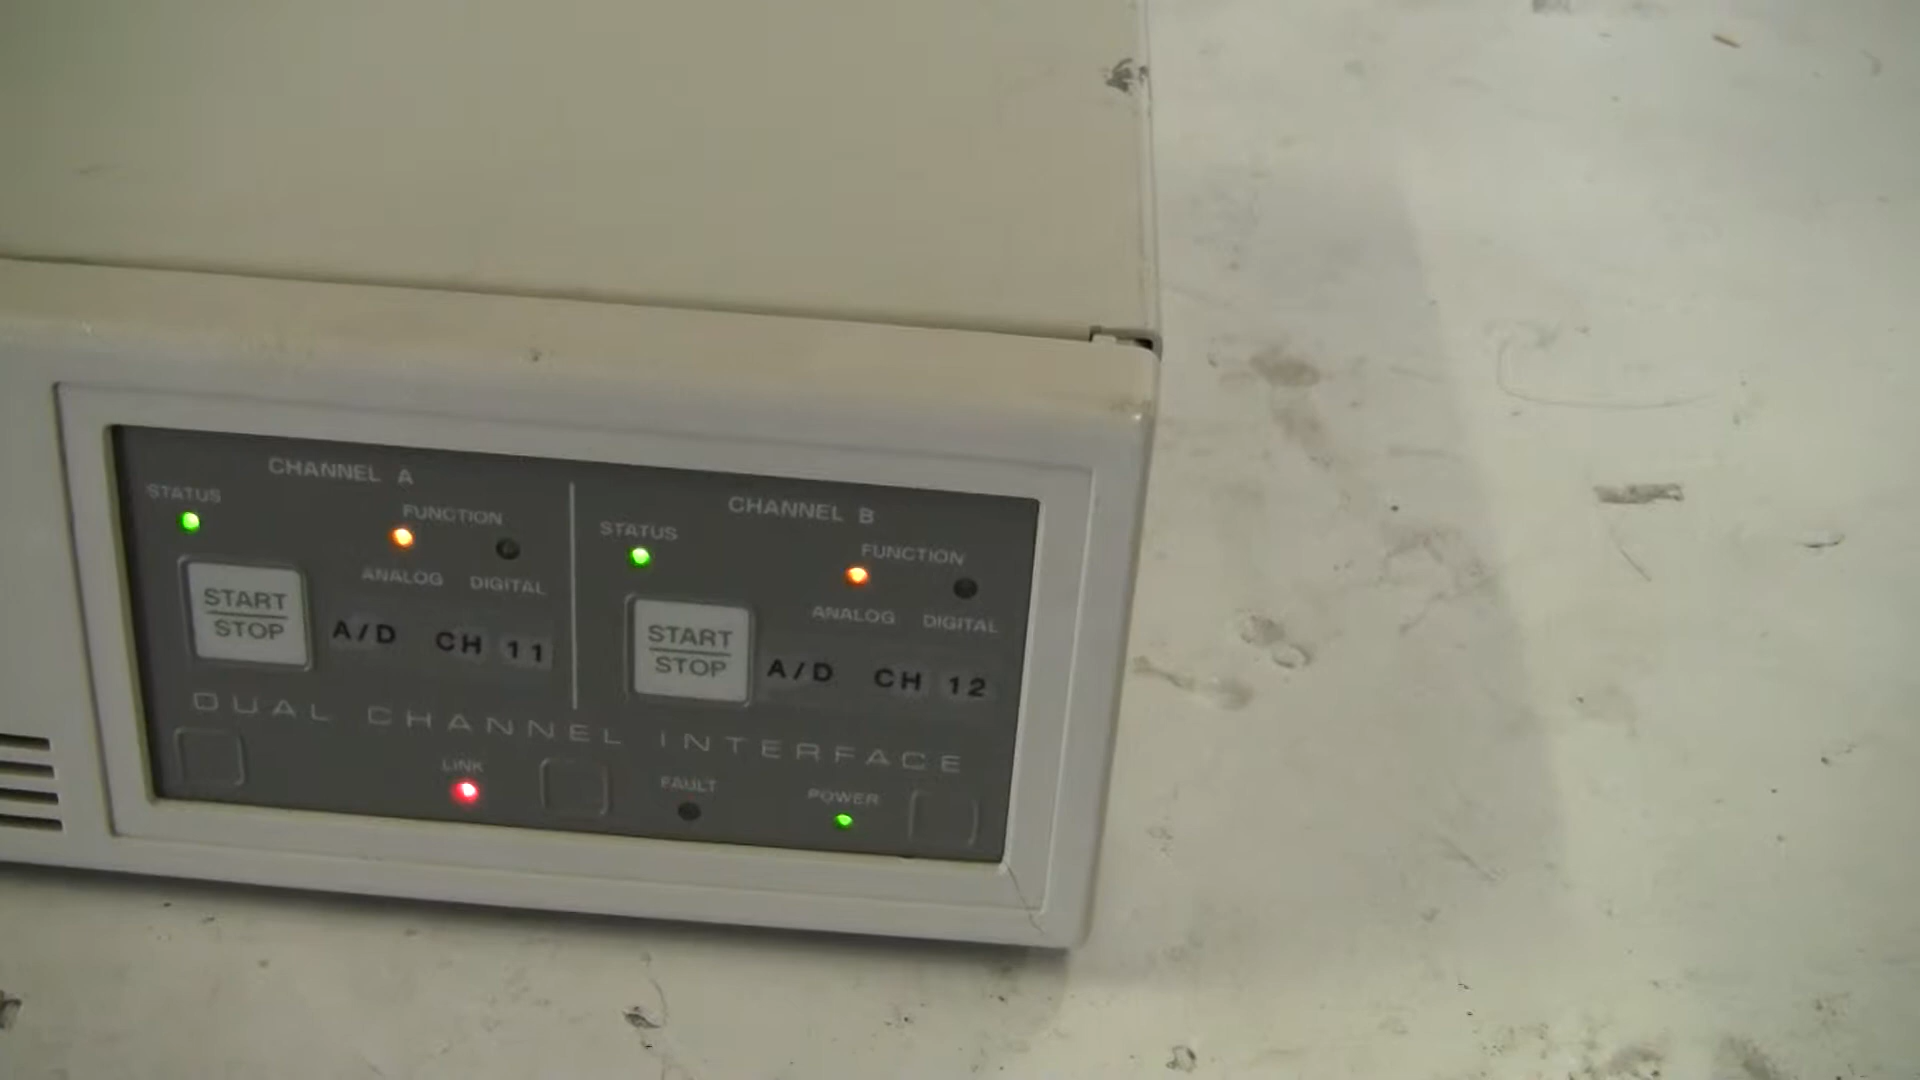 CHANNEL A
STATUS
FUNCTION
ANALOG DIGITAL
START
STOP
A/D CH 11
CHANNEL B
STATUS
FUNCTION
ANALOG DIGITAL
START
STOP
A/D CH 12
DUAL CHANNEL INTERFACE
LINK
FAULT
POWER